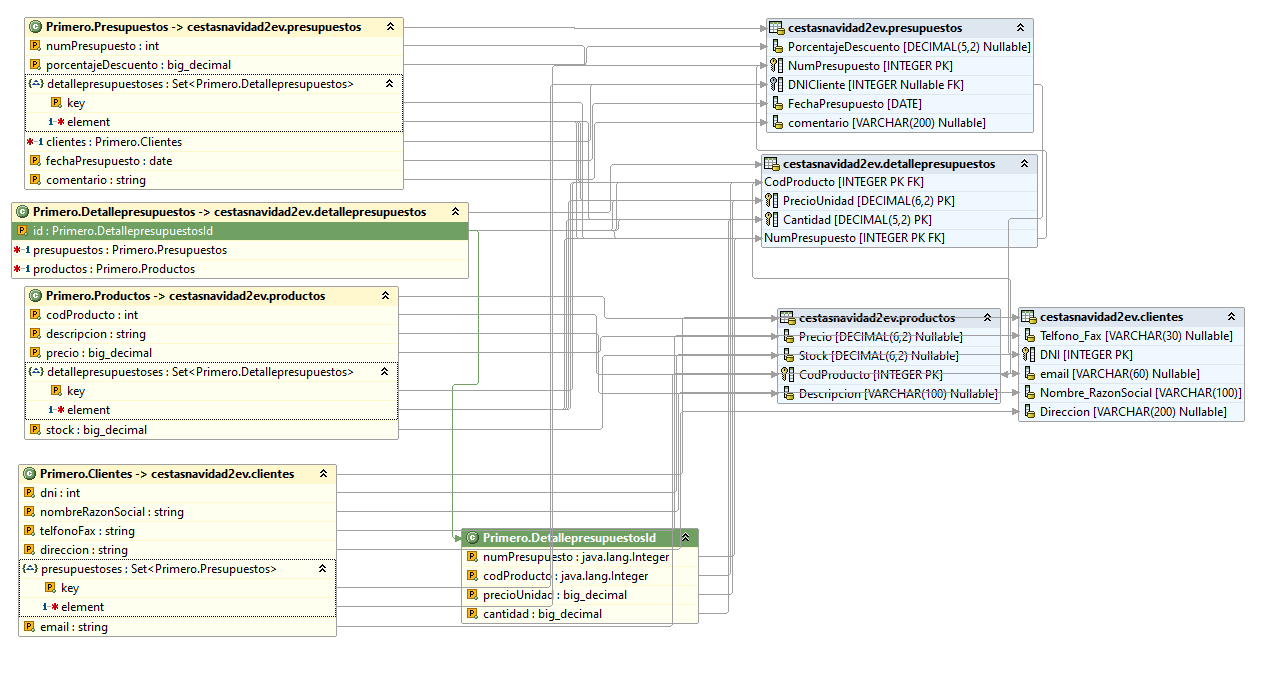 Primero.Presupuestos -> cestasnavidad2ev.presupuestos
numPresupuesto : int
porcentajeDescuento : big_decimal
detallepresupuestoses : Set<Primero.Detallepresupuestos>
key
1-* element
*-1 clientes : Primero.Clientes
fechaPresupuesto : date
comentario : string
Primero.Detallepresupuestos -> cestasnavidad2ev.detallepresupuestos
id : Primero.DetallepresupuestosId
*-1 presupuestos : Primero.Presupuestos
*-1 productos : Primero.Productos
Primero.Productos -> cestasnavidad2ev.productos
codProducto : int
descripcion : string
precio : big_decimal
detallepresupuestoses : Set<Primero.Detallepresupuestos>
key
1-* element
stock : big_decimal
Primero.Clientes -> cestasnavidad2ev.clientes
dni : int
nombreRazonSocial : string
telfonoFax : string
direccion : string
presupuestoses : Set<Primero.Presupuestos>
key
1-* element
email : string
Primero.DetallepresupuestosId
numPresupuesto : java.lang.Integer
codProducto : java.lang.Integer
precioUnidad : big_decimal
cantidad : big_decimal
cestasnavidad2ev.presupuestos
PorcentajeDescuento [DECIMAL(5,2) Nullable]
NumPresupuesto [INTEGER PK]
DNICliente [INTEGER Nullable FK]
FechaPresupuesto [DATE]
comentario [VARCHAR(200) Nullable]
cestasnavidad2ev.detallepresupuestos
CodProducto [INTEGER PK FK]
PrecioUnidad [DECIMAL(6,2) PK]
Cantidad [DECIMAL(5,2) PK]
NumPresupuesto [INTEGER PK FK]
cestasnavidad2ev.productos
Precio [DECIMAL(6,2) Nullable]
Stock [DECIMAL(6,2) Nullable]
CodProducto [INTEGER PK]
Descripcion [VARCHAR(100) Nullable]
cestasnavidad2ev.clientes
Telfono_Fax [VARCHAR(30) Nullable]
DNI [INTEGER PK]
email [VARCHAR(60) Nullable]
Nombre_RazonSocial [VARCHAR(100)]
Direccion [VARCHAR(200) Nullable]